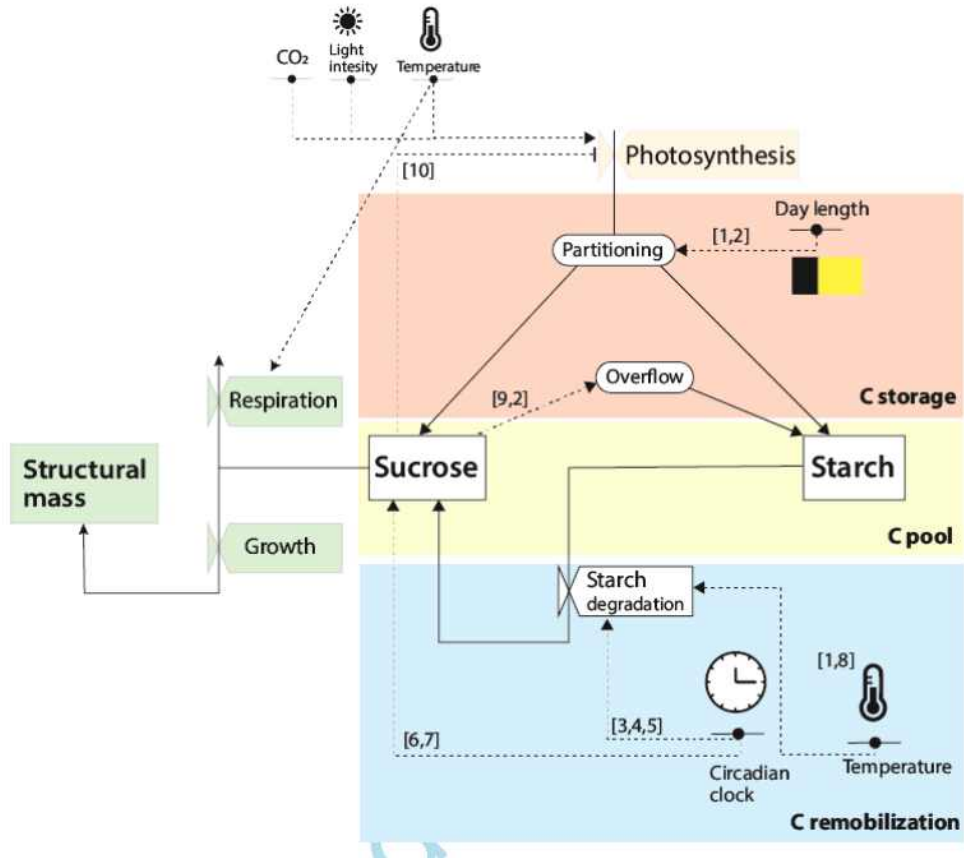 CO₂
Light
intesity
Temperature
[10]
Photosynthesis
Day length
[1,2]
Partitioning
Overflow
[9,2]
C storage
Respiration
Structural
mass
Sucrose
Starch
Growth
C pool
Starch
degradation
[1,8]
[3,4,5]
[6,7]
Circadian
clock
Temperature
C remobilization